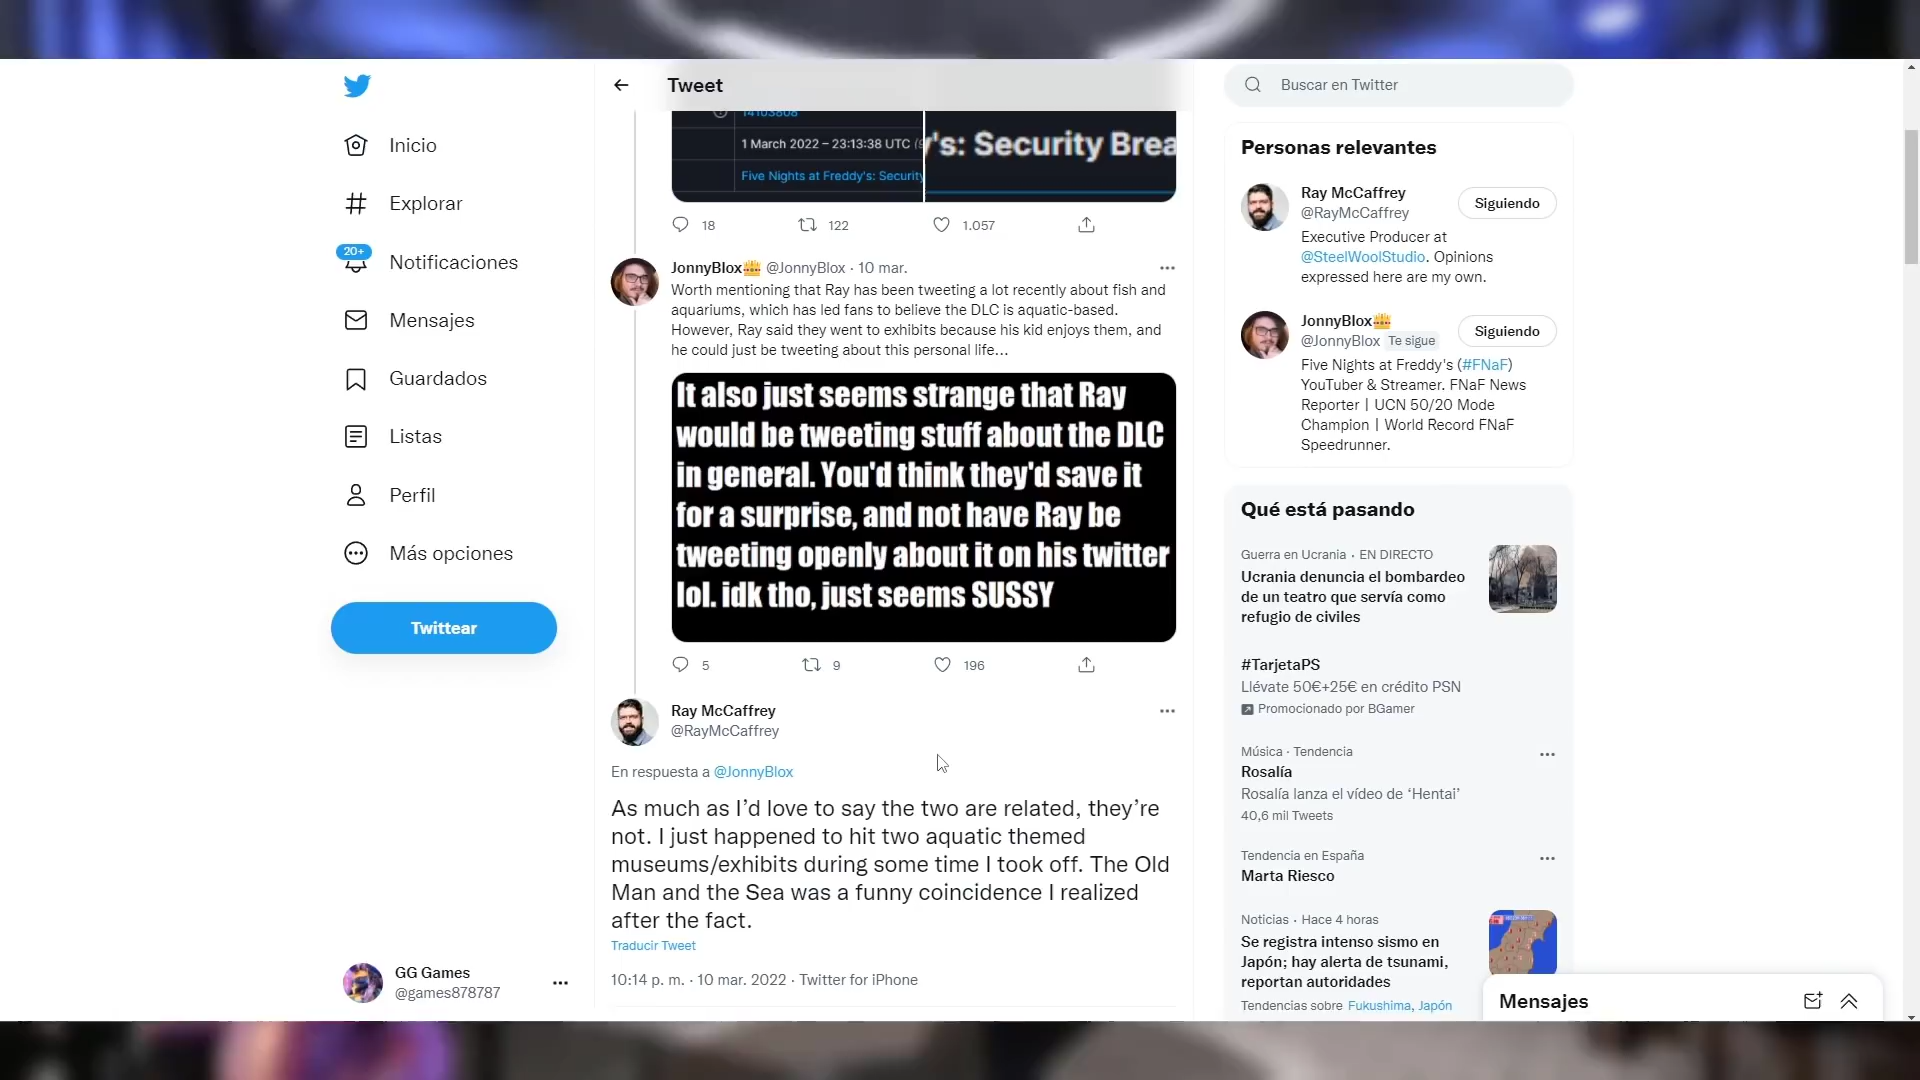 Inicio
Explorar
20+
Notificaciones
Mensajes
Guardados
Listas
Perfil
Más opciones
Twittear
GG Games
@games878787
Tweet
14103808
1 March 2022 – 23:13:38 UTC
Five Nights at Freddy's: Security
y's: Security Brea
18
122
1.057
JonnyBlox👑 @JonnyBlox · 10 mar.
Worth mentioning that Ray has been tweeting a lot recently about fish and
aquariums, which has led fans to believe the DLC is aquatic-based.
However, Ray said they went to exhibits because his kid enjoys them, and
he could just be tweeting about this personal life...
It also just seems strange that Ray
would be tweeting stuff about the DLC
in general. You'd think they'd save it
for a surprise, and not have Ray be
tweeting openly about it on his twitter
lol. idk tho, just seems SUSSY
5
9
196
Ray McCaffrey
@RayMcCaffrey
En respuesta a @JonnyBlox
As much as I’d love to say the two are related, they’re
not. I just happened to hit two aquatic themed
museums/exhibits during some time I took off. The Old
Man and the Sea was a funny coincidence I realized
after the fact.
Traducir Tweet
10:14 p. m. · 10 mar. 2022 · Twitter for iPhone
Buscar en Twitter
Personas relevantes
Ray McCaffrey
@RayMcCaffrey
Siguiendo
Executive Producer at
@SteelWoolStudio. Opinions
expressed here are my own.
JonnyBlox👑
@JonnyBlox Te sigue
Siguiendo
Five Nights at Freddy's (#FNaF)
YouTuber & Streamer. FNaF News
Reporter | UCN 50/20 Mode
Champion | World Record FNaF
Speedrunner.
Qué está pasando
Guerra en Ucrania · EN DIRECTO
Ucrania denuncia el bombardeo
de un teatro que servía como
refugio de civiles
#TarjetaPS
Llévate 50€+25€ en crédito PSN
Promocionado por BGamer
Música · Tendencia
Rosalía
Rosalía lanza el vídeo de ‘Hentai’
40,6 mil Tweets
Tendencia en España
Marta Riesco
Noticias · Hace 4 horas
Se registra intenso sismo en
Japón; hay alerta de tsunami,
reportan autoridades
Tendencias sobre Fukushima, Japón
Mensajes